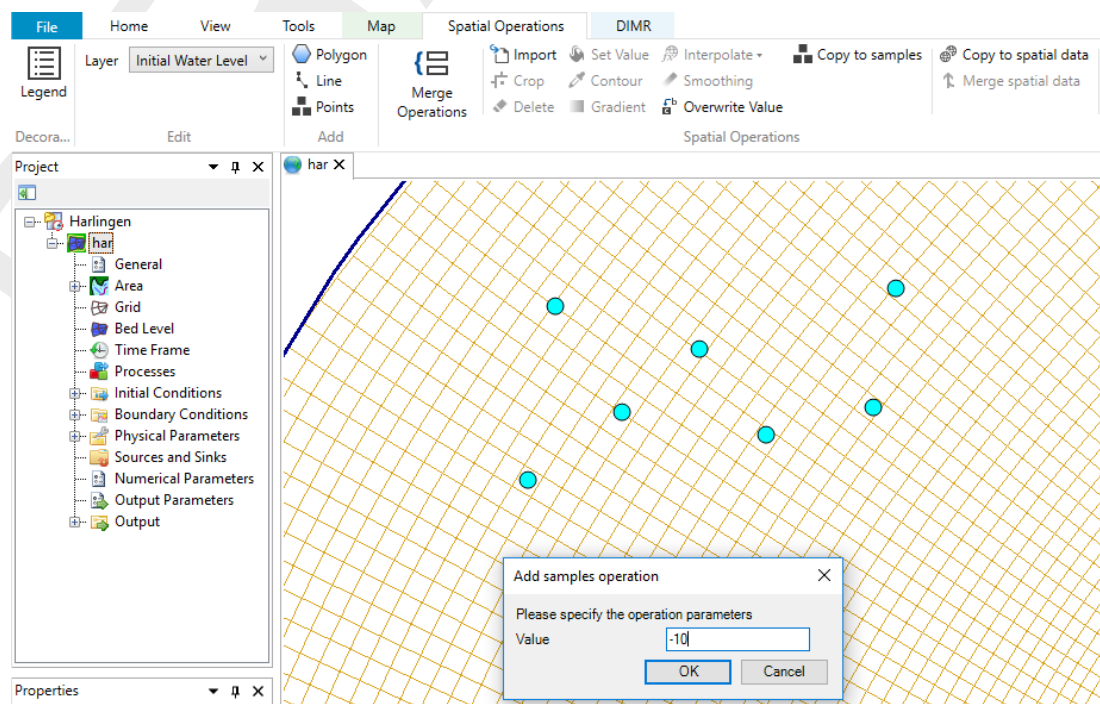 File Home View Tools Map Spatial Operations DIMR
Legend
Layer Initial Water Level
Polygon
Line
Points
Merge
Operations
Import Set Value Interpolate Copy to samples Copy to spatial data
Crop Contour Smoothing Merge spatial data
Delete Gradient Overwrite Value
Decora... Edit Add Spatial Operations
Project
har
Harlingen
har
General
Area
Grid
Bed Level
Time Frame
Processes
Initial Conditions
Boundary Conditions
Physical Parameters
Sources and Sinks
Numerical Parameters
Output Parameters
Output
Add samples operation
Please specify the operation parameters
Value -10
OK Cancel
Properties